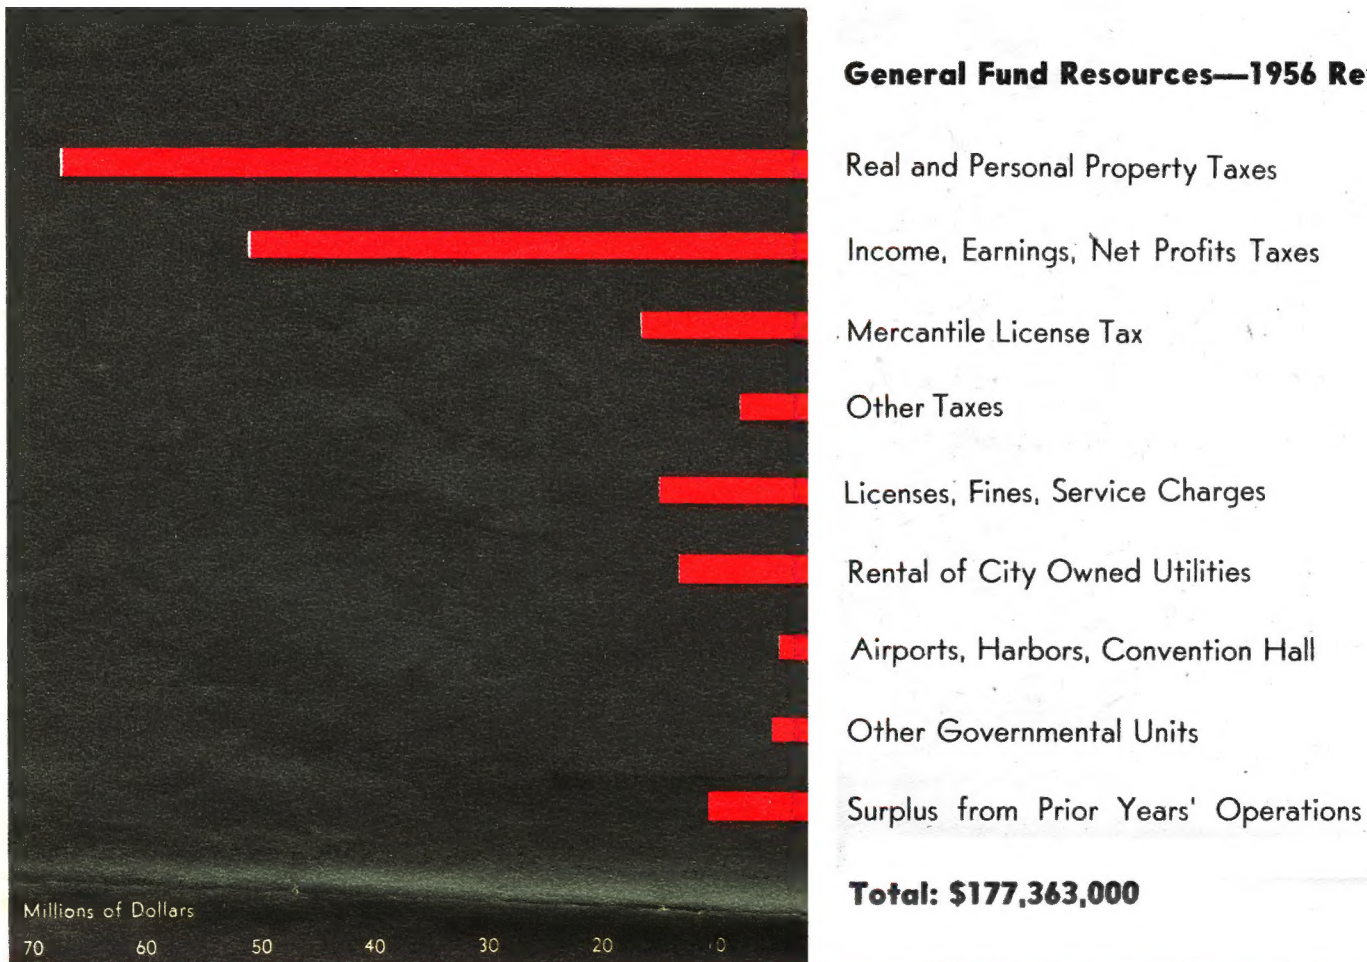 General Fund Resources—1956 Re
Real and Personal Property Taxes
Income, Earnings, Net Profits Taxes
Mercantile License Tax
Other Taxes
Licenses, Fines, Service Charges
Rental of City Owned Utilities
Airports, Harbors, Convention Hall
Other Governmental Units
Surplus from Prior Years' Operations
Total: $177,363,000
Millions of Dollars
70 60 50 40 30 20 10